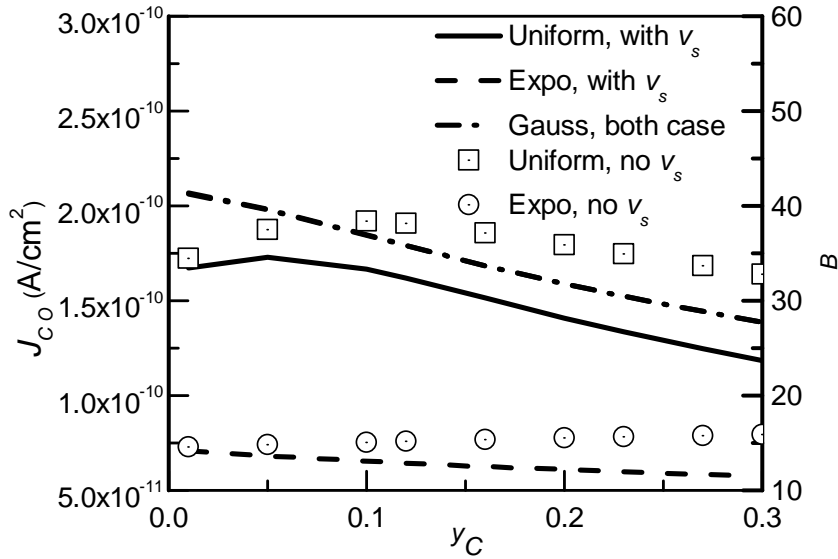 3.0x10⁻¹⁰
2.5x10⁻¹⁰
2.0x10⁻¹⁰
1.5x10⁻¹⁰
1.0x10⁻¹⁰
5.0x10⁻¹¹
J_CO (A/cm²)
Uniform, with v_s
Expo, with v_s
Gauss, both case
Uniform, no v_s
Expo, no v_s
60
50
40
30
20
10
B
0.0
0.1
0.2
0.3
y_C